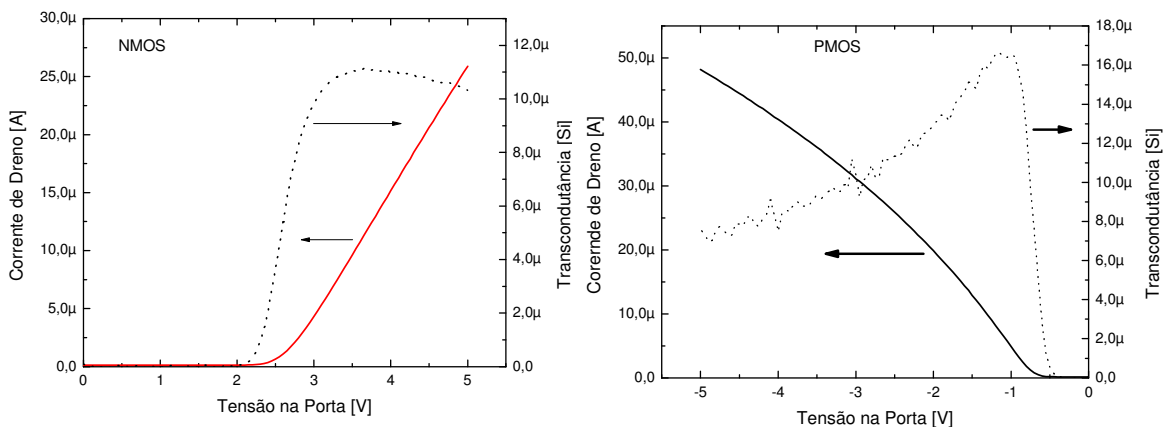 NMOS
Corrente de Dreno [A]
30,0µ
25,0µ
20,0µ
15,0µ
10,0µ
5,0µ
0,0
0 1 2 3 4 5
Tensão na Porta [V]
12,0µ
10,0µ
8,0µ
6,0µ
4,0µ
2,0µ
0,0
Transcondutância [Si]
PMOS
Corernde de Dreno [A]
50,0µ
40,0µ
30,0µ
20,0µ
10,0µ
0,0
-5 -4 -3 -2 -1 0
Tensão na Porta [V]
18,0µ
16,0µ
14,0µ
12,0µ
10,0µ
8,0µ
6,0µ
4,0µ
2,0µ
0,0
Transcondutância [Si]